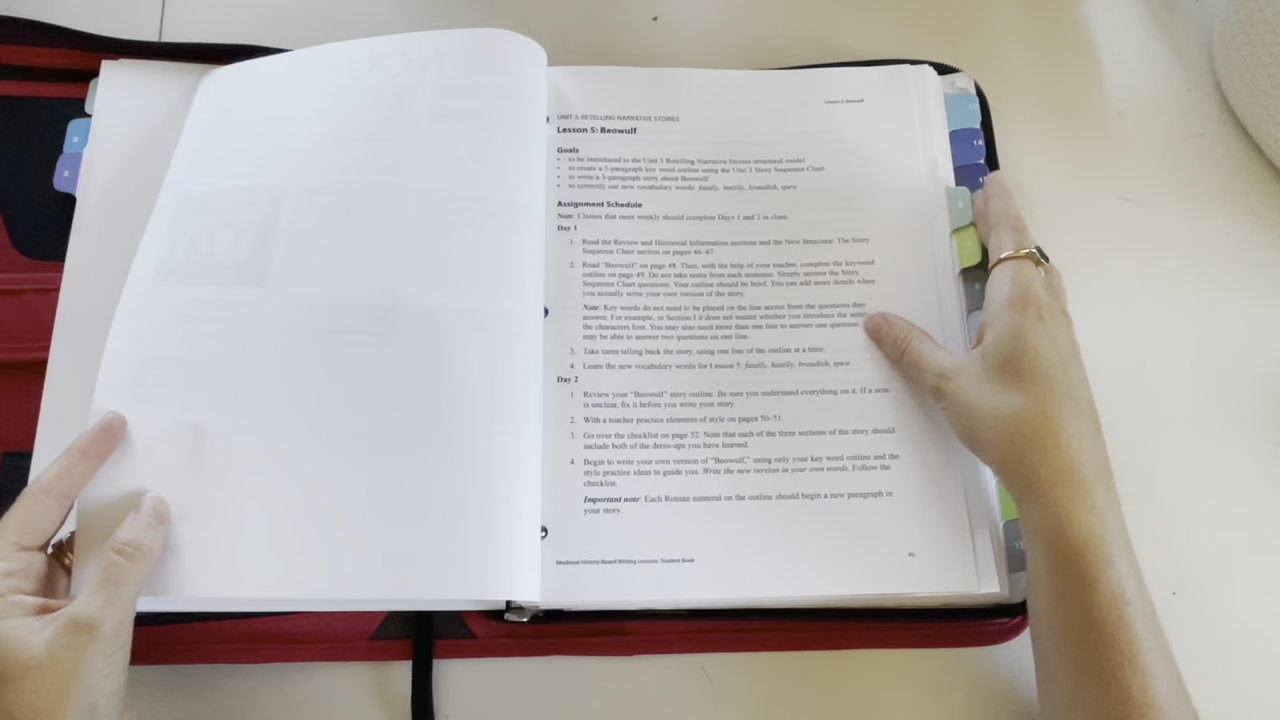 Lesson 5: Beowulf
UNIT 3: RETELLING NARRATIVE STORIES
Lesson 5: Beowulf
Goals
• to be introduced to the Unit 3 Retelling Narrative Stories structural model
• to create a 3-paragraph key word outline using the Unit 3 Story Sequence Chart
• to write a 3-paragraph story about Beowulf
• to correctly use new vocabulary words: finally, hastily, brandish, spew
Assignment Schedule
Note: Classes that meet weekly should complete Days 1 and 2 in class.
Day 1
1. Read the Review and Historical Information sections and the New Structure: The Story
Sequence Chart section on pages 46–47.
2. Read “Beowulf” on page 48. Then, with the help of your teacher, complete the keyword
outline on page 49. Do not take notes from each sentence. Simply answer the Story
Sequence Chart questions. Your outline should be brief. You can add more details when
you actually write your own version of the story.
Note: Key words do not need to be placed on the line across from the questions they
answer. For example, in Section I it does not matter whether you introduce the
the characters first. You may also need more than one line to answer one question,
may be able to answer two questions on one line.
3. Take turns telling back the story, using one line of the outline at a time.
4. Learn the new vocabulary words for Lesson 5: finally, hastily, brandish, spew.
Day 2
1. Review your “Beowulf” story outline. Be sure you understand everything on it. If a note
is unclear, fix it before you write your story.
2. With a teacher practice elements of style on pages 50–51.
3. Go over the checklist on page 52. Note that each of the three sections of the story should
include both of the dress-ups you have learned.
4. Begin to write your own version of “Beowulf,” using only your key word outline and the
style practice ideas to guide you. Write the new version in your own words. Follow the
checklist.
Important note: Each Roman numeral on the outline should begin a new paragraph in
your story.
Medieval History-Based Writing Lessons: Student Book